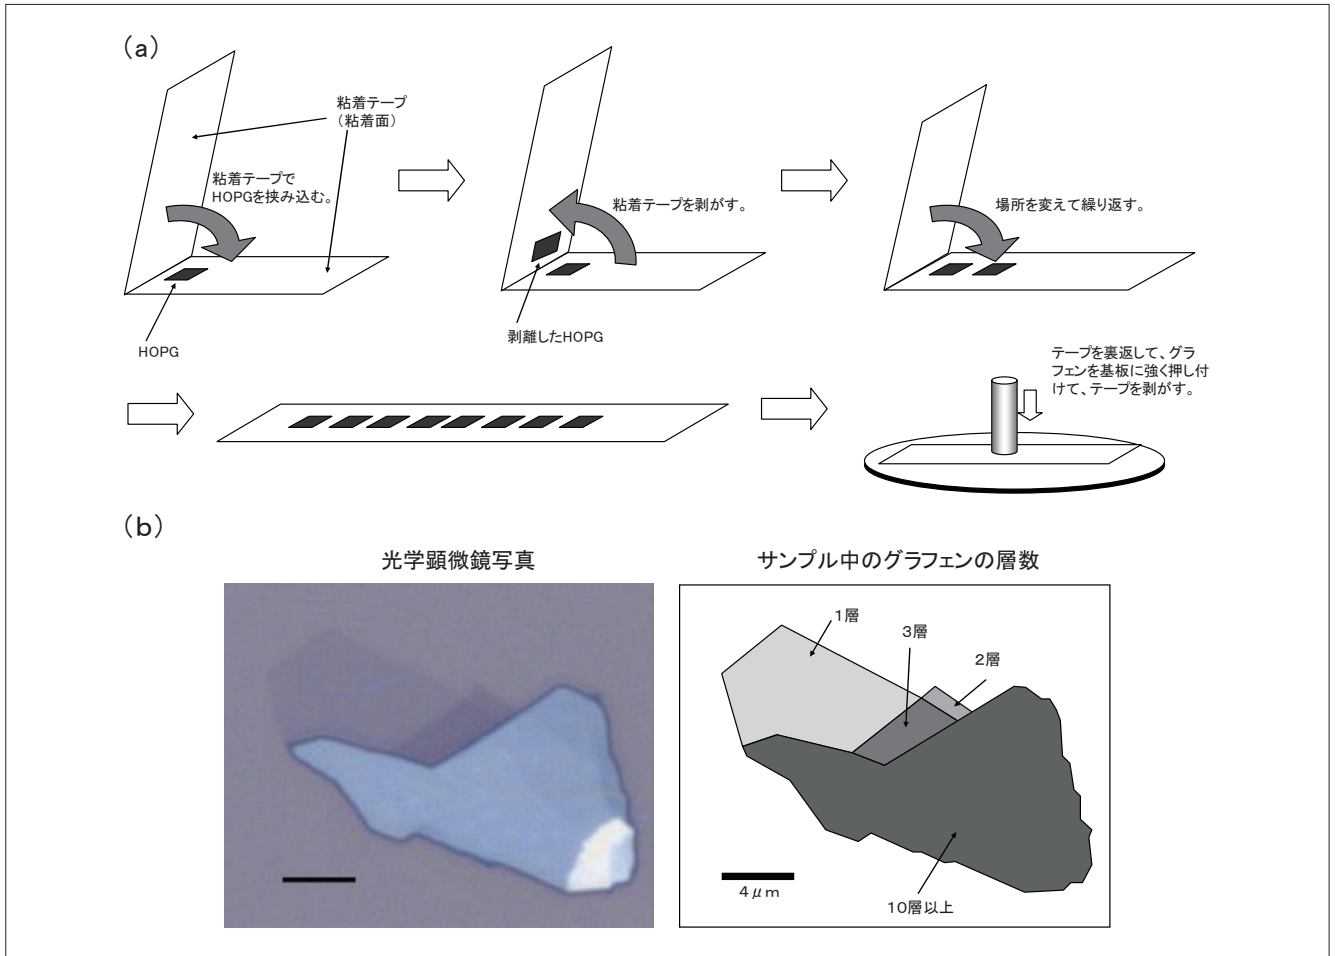 (a)
粘着テープ
（粘着面）
粘着テープで
HOPGを挟み込む。
HOPG
粘着テープを剥がす。
剥離したHOPG
場所を変えて繰り返す。
テープを裏返して、グラ
フェンを基板に強く押し付
けて、テープを剥がす。
(b)
光学顕微鏡写真
サンプル中のグラフェンの層数
1層
3層
2層
4μm
10層以上